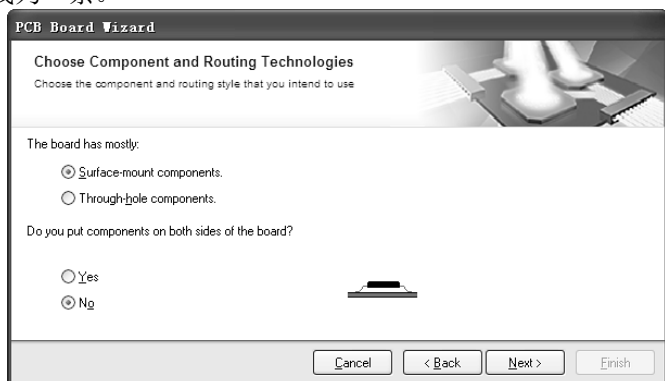 PCB Board Wizard
Choose Component and Routing Technologies
Choose the component and routing style that you intend to use
The board has mostly:
Surface-mount components.
Through-hole components.
Do you put components on both sides of the board?
Yes
No
Cancel < Back Next > Finish